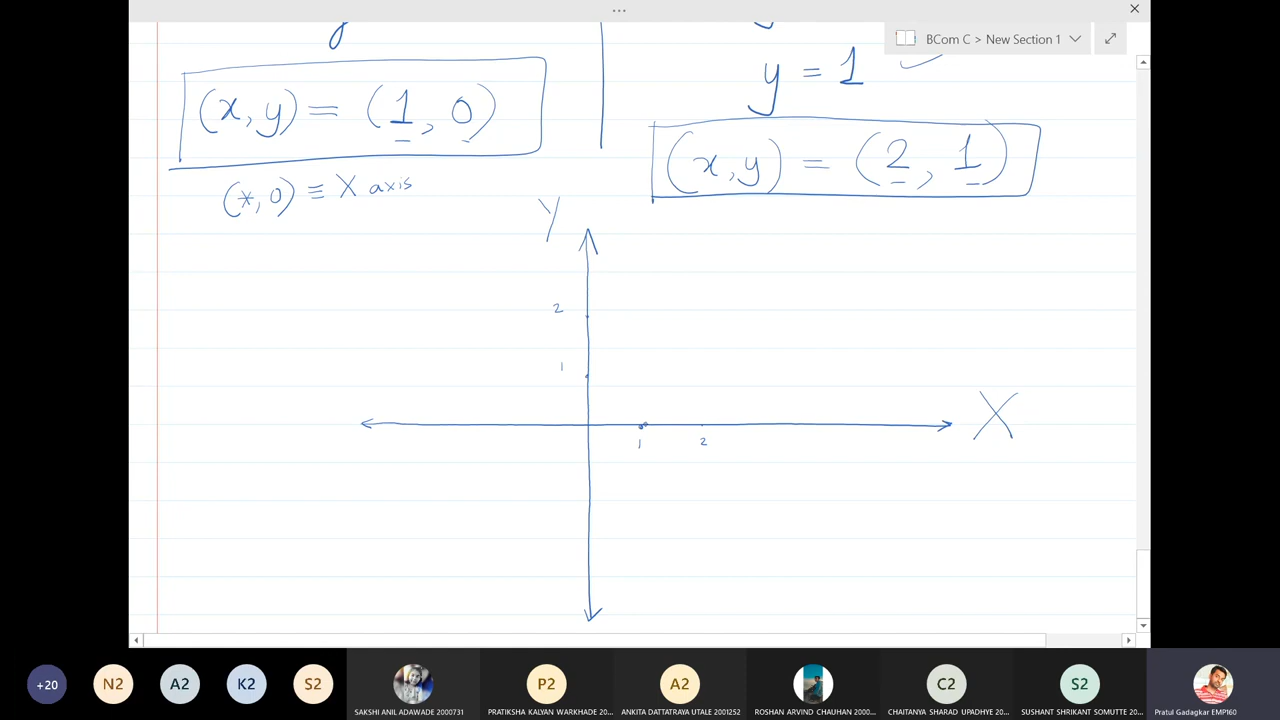 ...
BCom C > New Section 1
y
y = 1
(x, y) = (1, 0)
(x, y) = (2, 1)
(*, 0) ≡ X axis
Y
2
1
X
1
2
+20
N2
A2
K2
S2
P2
A2
C2
S2
SAKSHI ANIL ADAWADE 2000731
PRATIKSHA KALYAN WARKHADE 20...
ANKITA DATTATRAYA UTALE 2001252
ROSHAN ARVIND CHAUHAN 2000...
CHAITANYA SHARAD UPADHYE 20...
SUSHANT SHRIKANT SOMUTTE 20...
Pratul Gadagkar EMP160